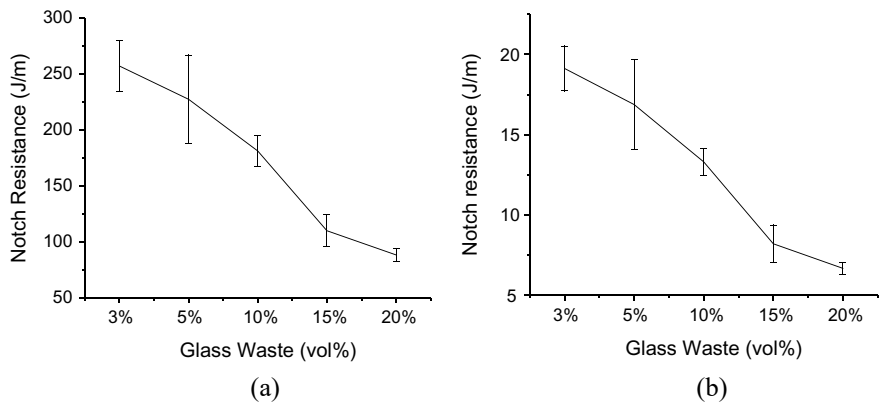 300
250
200
150
100
50
Notch Resistance (J/m)
3% 5% 10% 15% 20%
Glass Waste (vol%)
(a)
20
15
10
5
Notch resistance (J/m)
3% 5% 10% 15% 20%
Glass Waste (vol%)
(b)